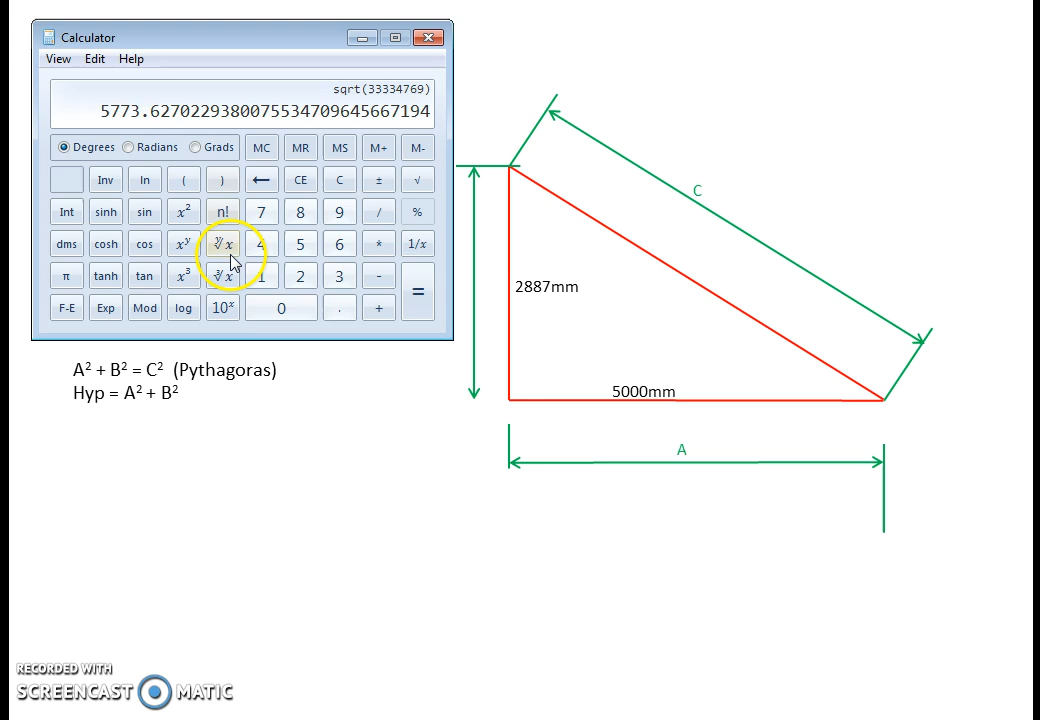 Calculator
View Edit Help
sqrt(33334769)
5773.6270229380075534709645667194
Degrees Radians Grads MC MR MS M+ M-
Inv ln ( ) ← CE C ± √
Int sinh sin x² n! 7 8 9 / %
dms cosh cos xʸ ʸ√x 4 5 6 * 1/x
π tanh tan x³ ³√x 1 2 3 - =
F-E Exp Mod log 10ˣ 0 . +
A² + B² = C² (Pythagoras)
Hyp = A² + B²
C
2887mm
5000mm
A
RECORDED WITH
SCREENCAST MATIC